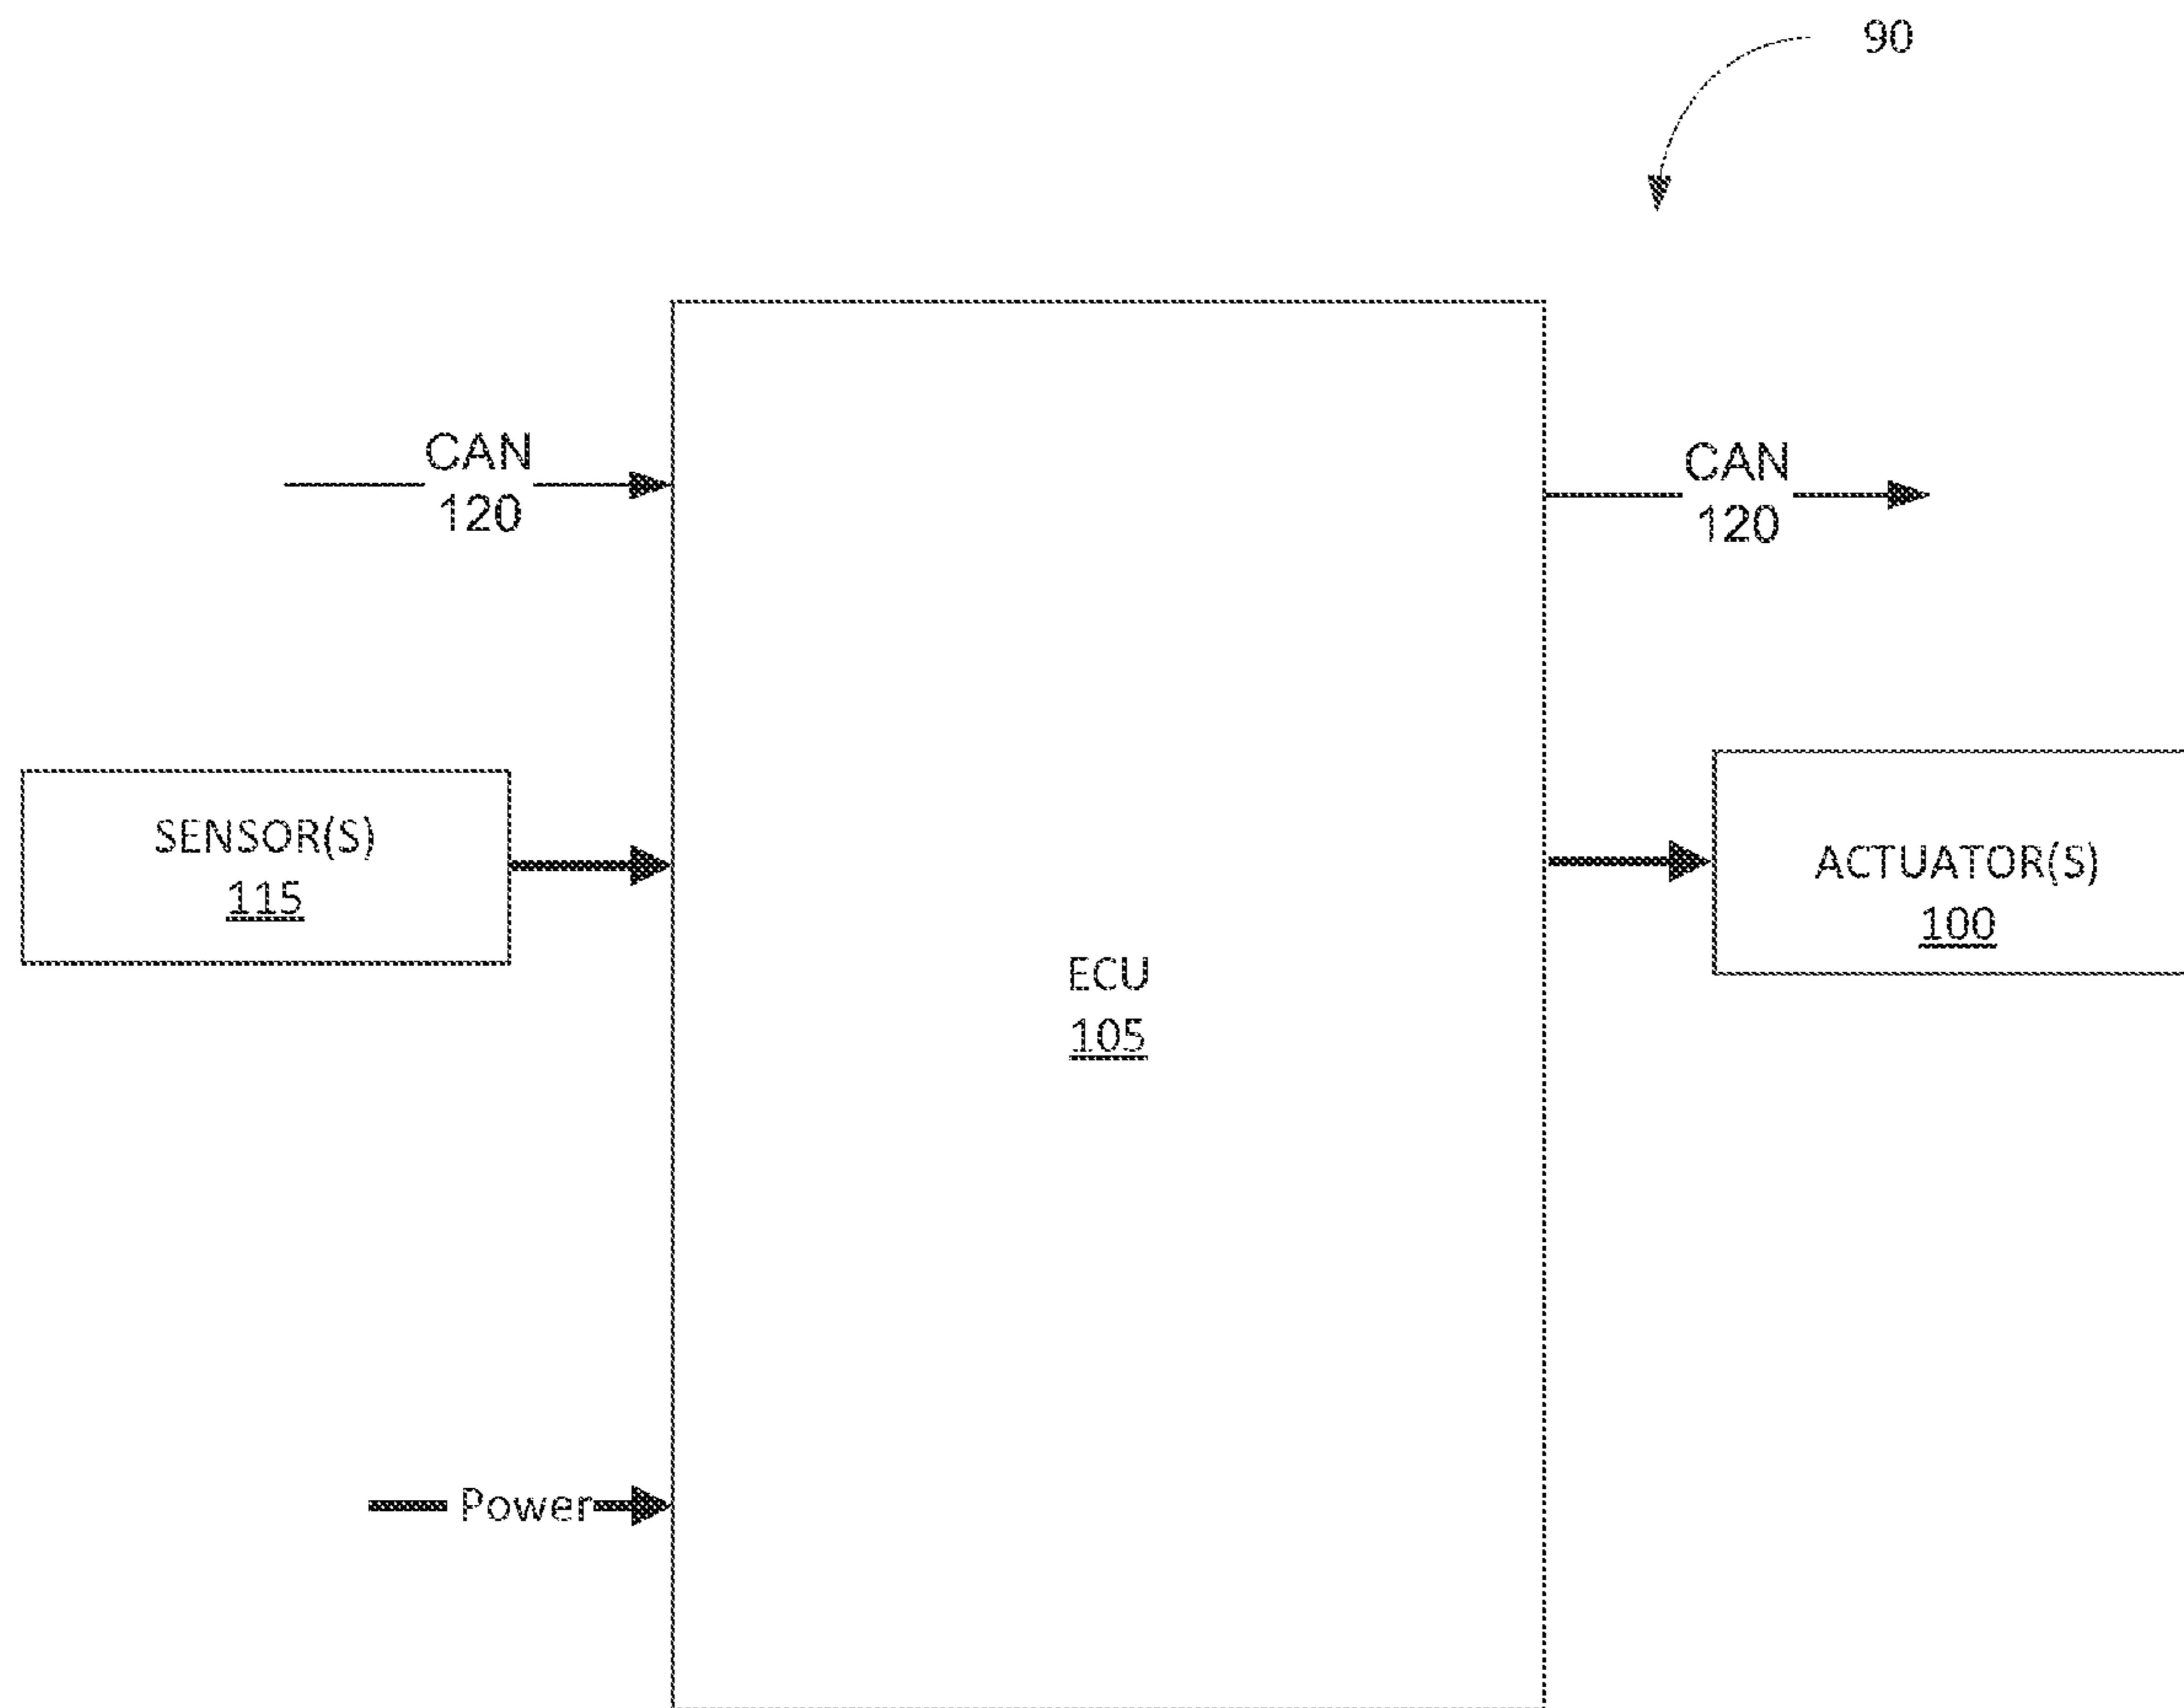 90
CAN
120
CAN
120
SENSOR(S)
115
ACTUATOR(S)
100
ECU
105
Power